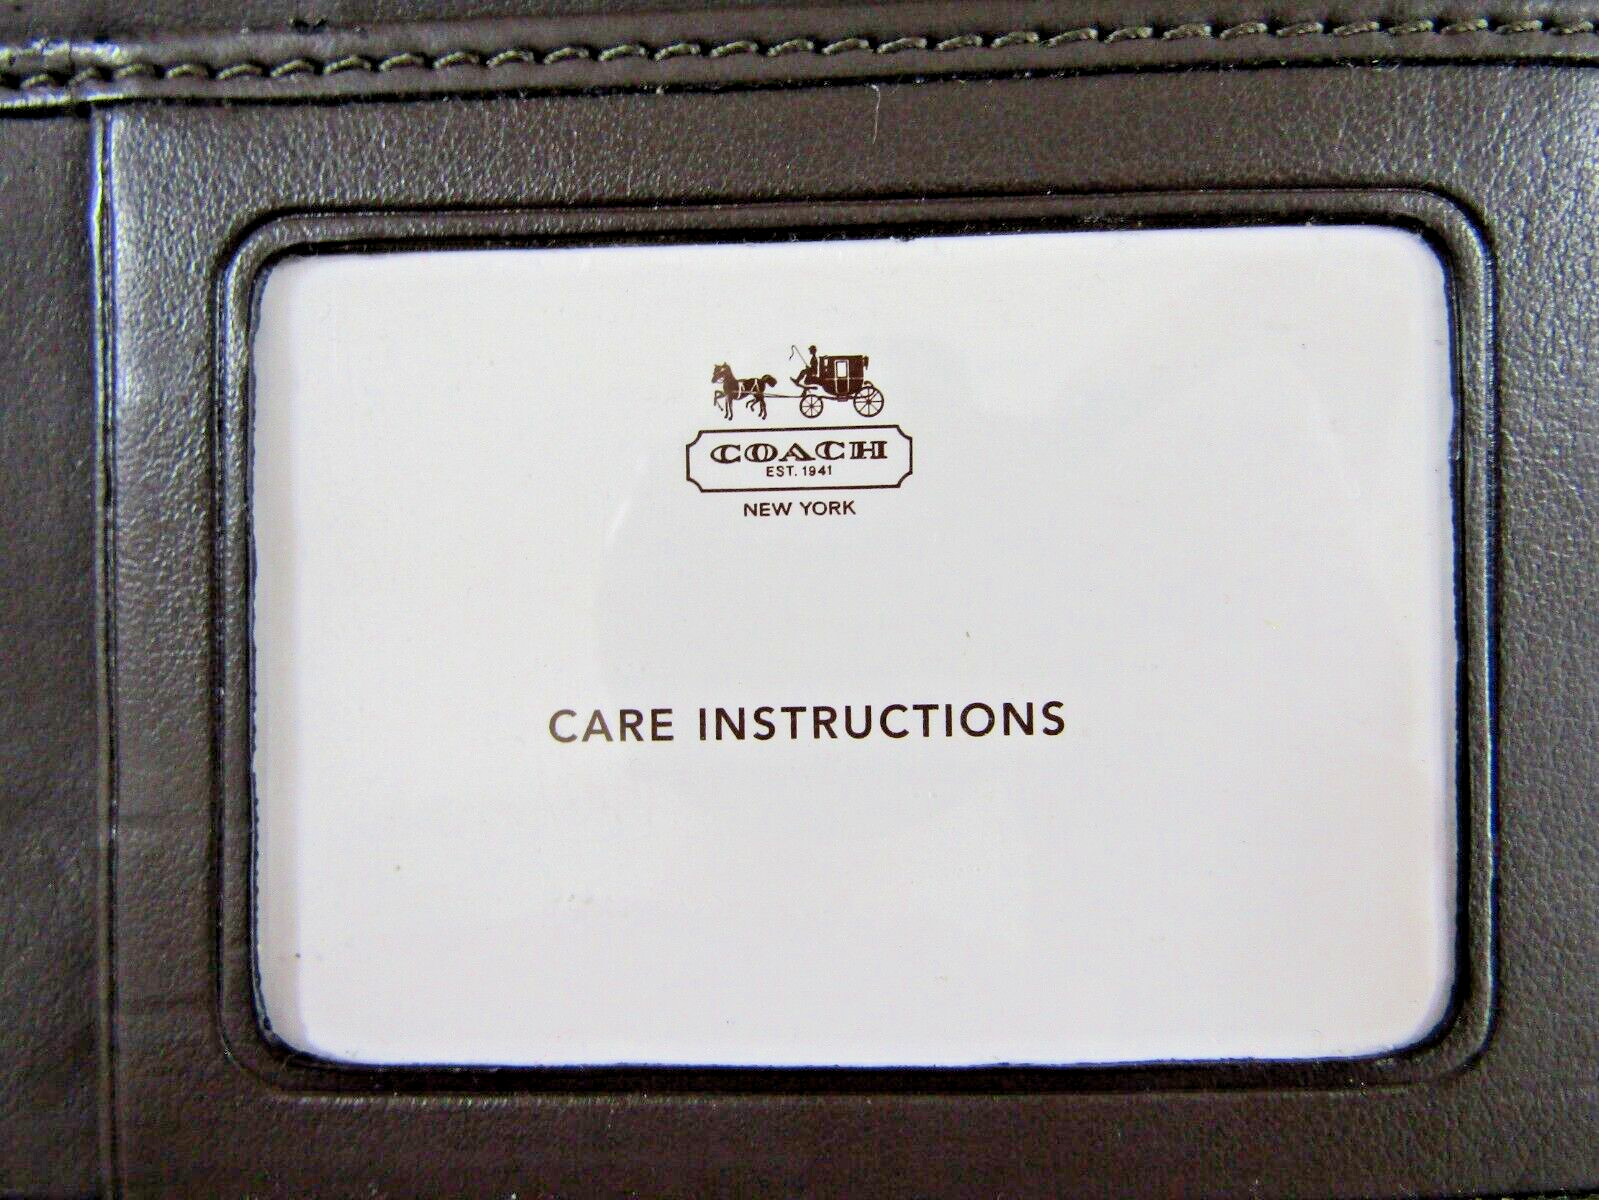 COACH
EST. 1941
NEW YORK
CARE INSTRUCTIONS